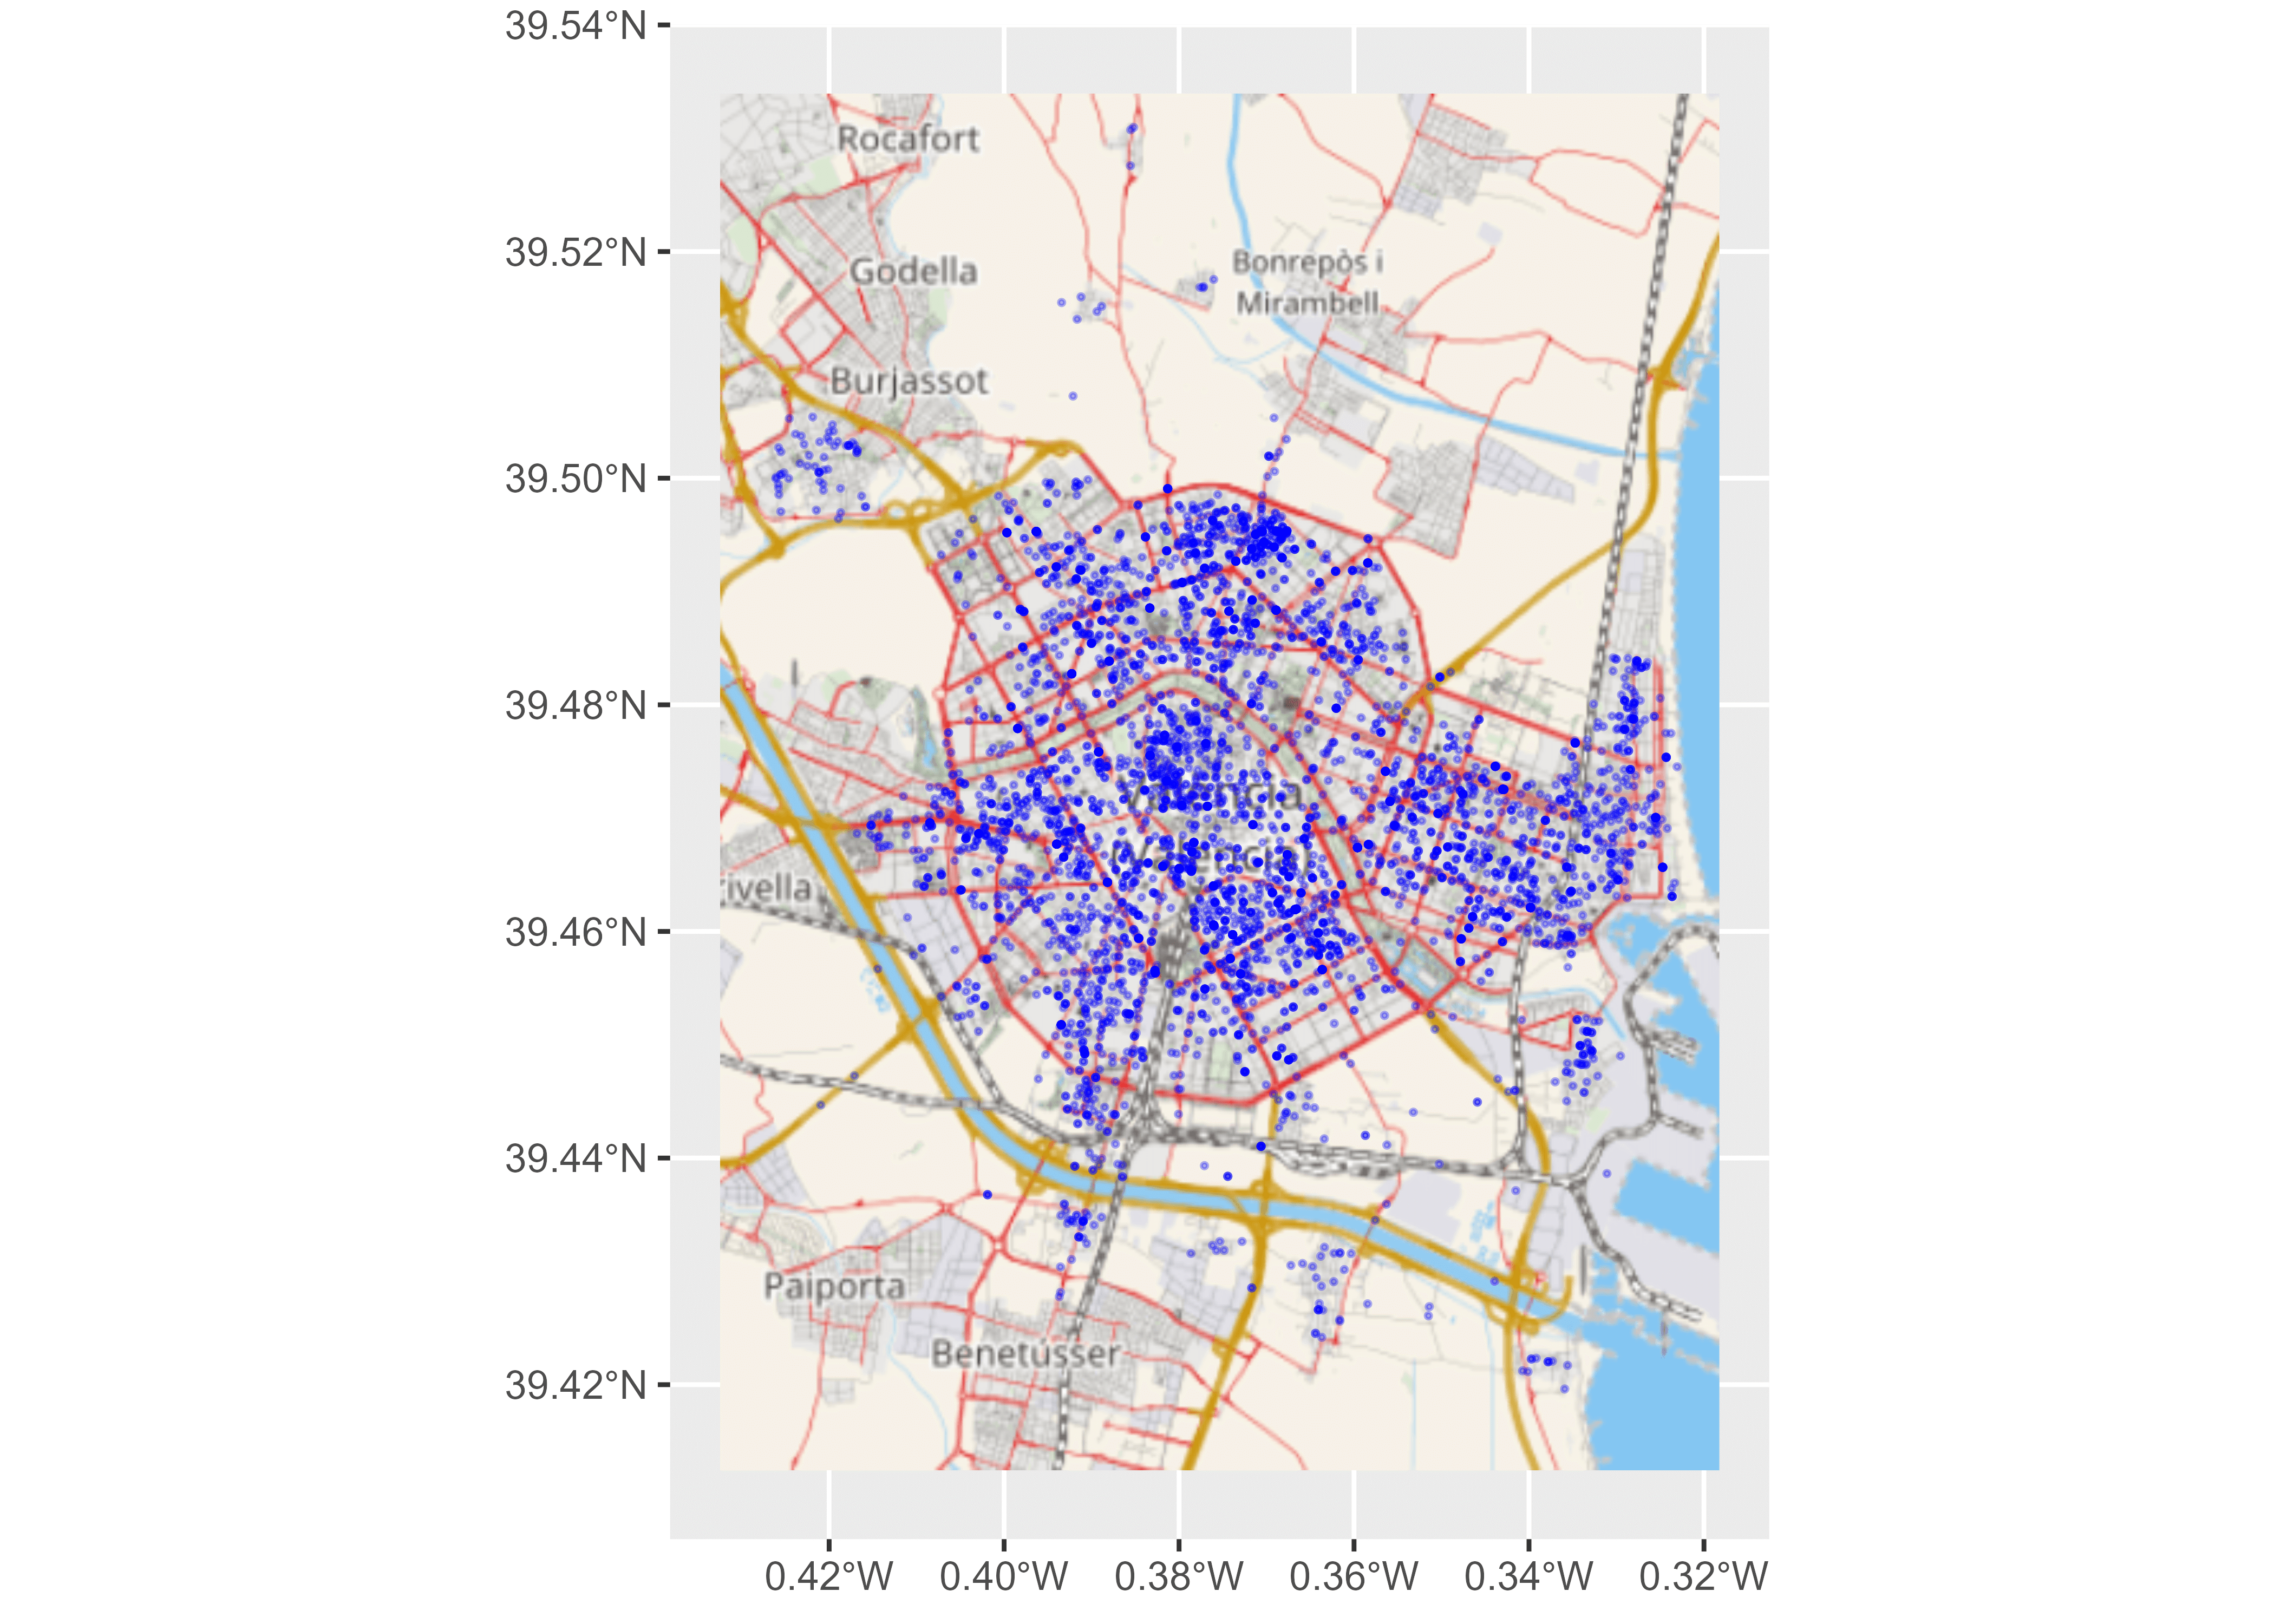 39.54°N
Rocafort
39.52°N
Godella
Bonrepòs i
Mirambell
Burjassot
39.50°N
39.48°N
València
(Valencia)
rivella
39.46°N
39.44°N
Paiporta
Benetússer
39.42°N
0.42°W
0.40°W
0.38°W
0.36°W
0.34°W
0.32°W